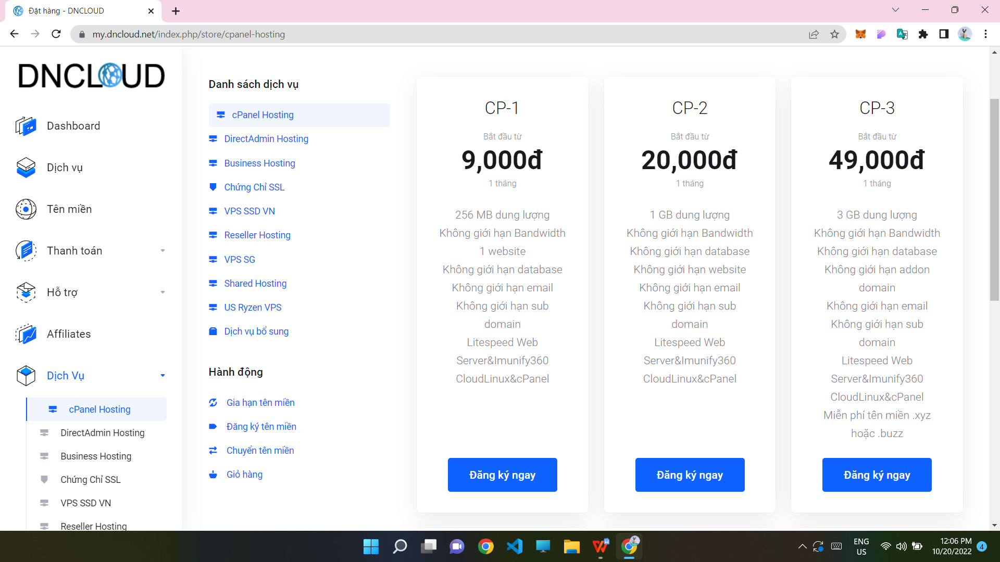 Đặt hàng - DNCLOUD
my.dncloud.net/index.php/store/cpanel-hosting
DNCLOUD
Dashboard
Dịch vụ
Tên miền
Thanh toán
Hỗ trợ
Affiliates
Dịch Vụ
cPanel Hosting
DirectAdmin Hosting
Business Hosting
Chứng Chỉ SSL
VPS SSD VN
Reseller Hosting
Danh sách dịch vụ
cPanel Hosting
DirectAdmin Hosting
Business Hosting
Chứng Chỉ SSL
VPS SSD VN
Reseller Hosting
VPS SG
Shared Hosting
US Ryzen VPS
Dịch vụ bổ sung
Hành động
Gia hạn tên miền
Đăng ký tên miền
Chuyển tên miền
Giỏ hàng
CP-1
Bắt đầu từ
9,000đ
1 tháng
256 MB dung lượng
Không giới hạn Bandwidth
1 website
Không giới hạn database
Không giới hạn email
Không giới hạn sub
domain
Litespeed Web
Server&Imunify360
CloudLinux&cPanel
Đăng ký ngay
CP-2
Bắt đầu từ
20,000đ
1 tháng
1 GB dung lượng
Không giới hạn Bandwidth
Không giới hạn database
Không giới hạn website
Không giới hạn email
Không giới hạn sub
domain
Litespeed Web
Server&Imunify360
CloudLinux&cPanel
Đăng ký ngay
CP-3
Bắt đầu từ
49,000đ
1 tháng
3 GB dung lượng
Không giới hạn Bandwidth
Không giới hạn database
Không giới hạn addon
domain
Không giới hạn email
Không giới hạn sub
domain
Litespeed Web
Server&Imunify360
CloudLinux&cPanel
Miễn phí tên miền .xyz
hoặc .buzz
Đăng ký ngay
ENG
US
12:06 PM
10/20/2022
4